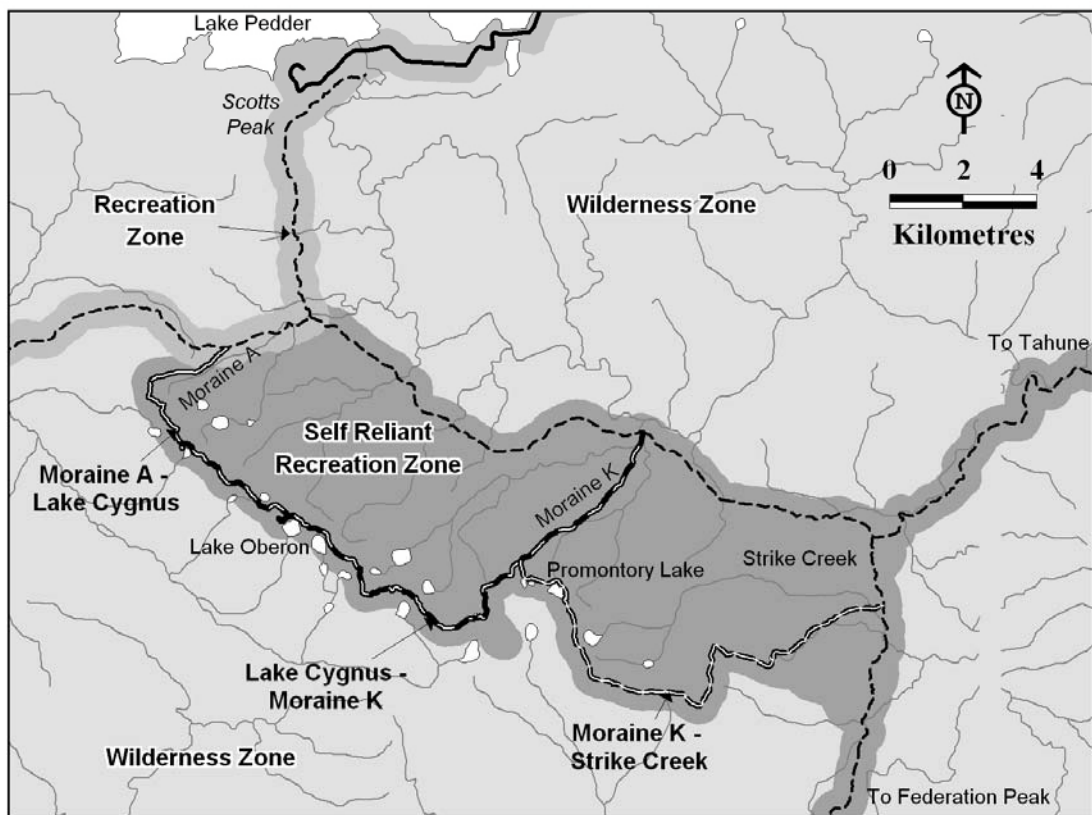 Lake Pedder
Scotts
Peak
N
0 2 4
Kilometres
Recreation
Zone
Wilderness Zone
To Tahune
Moraine A
Self Reliant
Recreation Zone
Moraine A -
Lake Cygnus
Moraine K
Lake Oberon
Promontory Lake
Strike Creek
Lake Cygnus -
Moraine K
Moraine K -
Strike Creek
Wilderness Zone
To Federation Peak